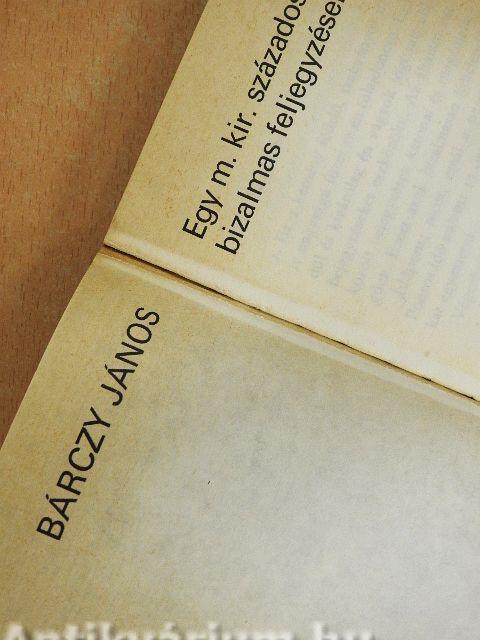 BÁRCZY JÁNOS
Egy m. kir. százados
bizalmas feljegyzései
Antikvárium.hu